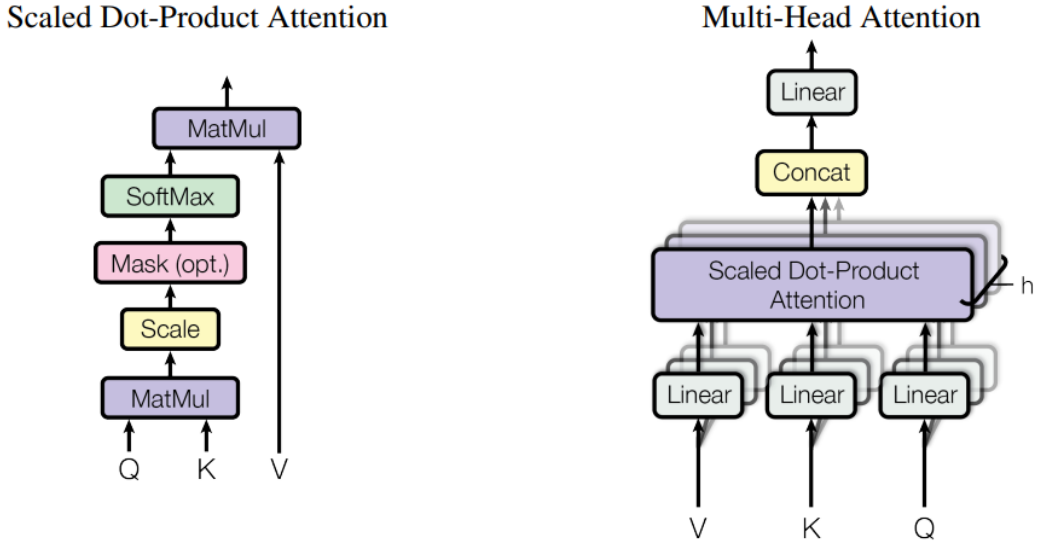 Scaled Dot-Product Attention
MatMul
SoftMax
Mask (opt.)
Scale
MatMul
Q K V
Multi-Head Attention
Linear
Concat
Scaled Dot-Product
Attention
h
Linear Linear Linear
V K Q